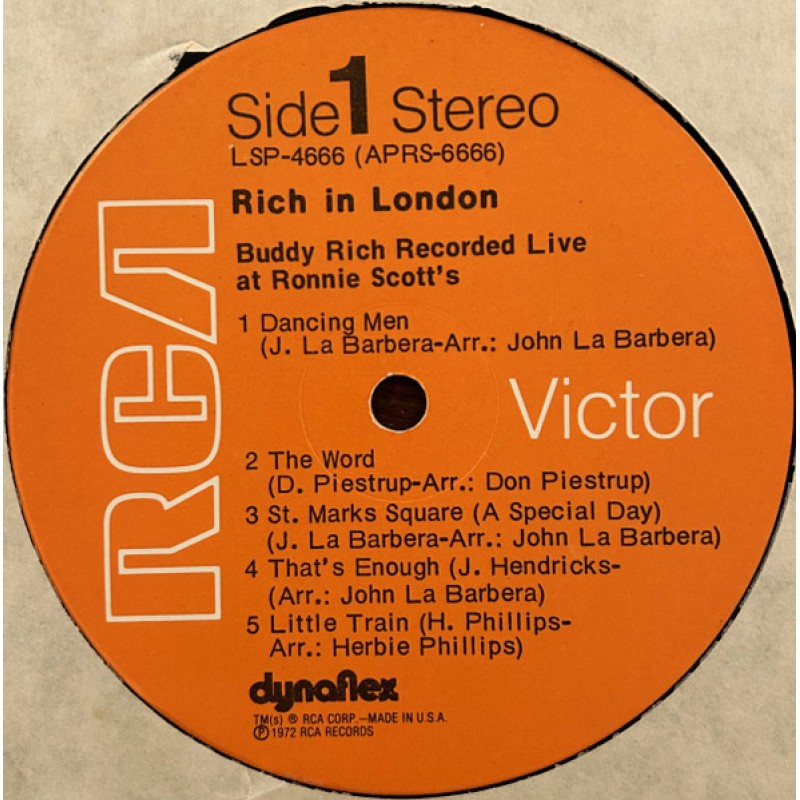 Side 1 Stereo
LSP-4666 (APRS-6666)
Rich in London
Buddy Rich Recorded Live
at Ronnie Scott's
1 Dancing Men
(J. La Barbera-Arr.: John La Barbera)
RCA
Victor
2 The Word
(D. Piestrup-Arr.: Don Piestrup)
3 St. Marks Square (A Special Day)
(J. La Barbera-Arr.: John La Barbera)
4 That's Enough (J. Hendricks-
(Arr.: John La Barbera)
5 Little Train (H. Phillips-
Arr.: Herbie Phillips)
dynaflex
TM(s) ® RCA CORP.—MADE IN U.S.A.
℗ 1972 RCA RECORDS